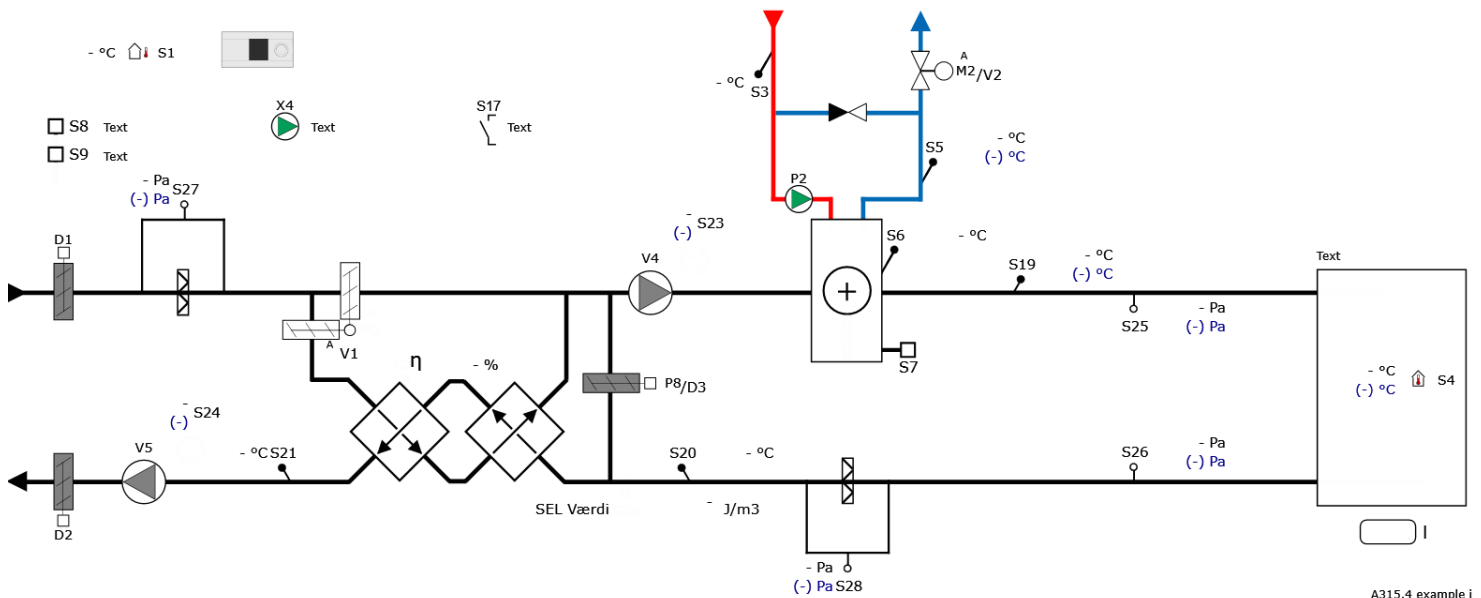 - °C S1
S8 Text
S9 Text
X4 Text
S17 Text
- °C S3
A
M2/V2
- °C
(-) °C
S5
- Pa
(-) Pa
S27
P2
D1
-
(-) S23
V4
S6 - °C
S19
- °C
(-) °C
Text
S25
- Pa
(-) Pa
A
V1
η
- %
S7
P8/D3
- °C
(-) °C
S4
-
(-) S24
V5
- °C S21
S20 - °C
S26
- Pa
(-) Pa
D2
SEL Værdi - J/m3
- Pa
(-) Pa S28
I
A315.4 example i